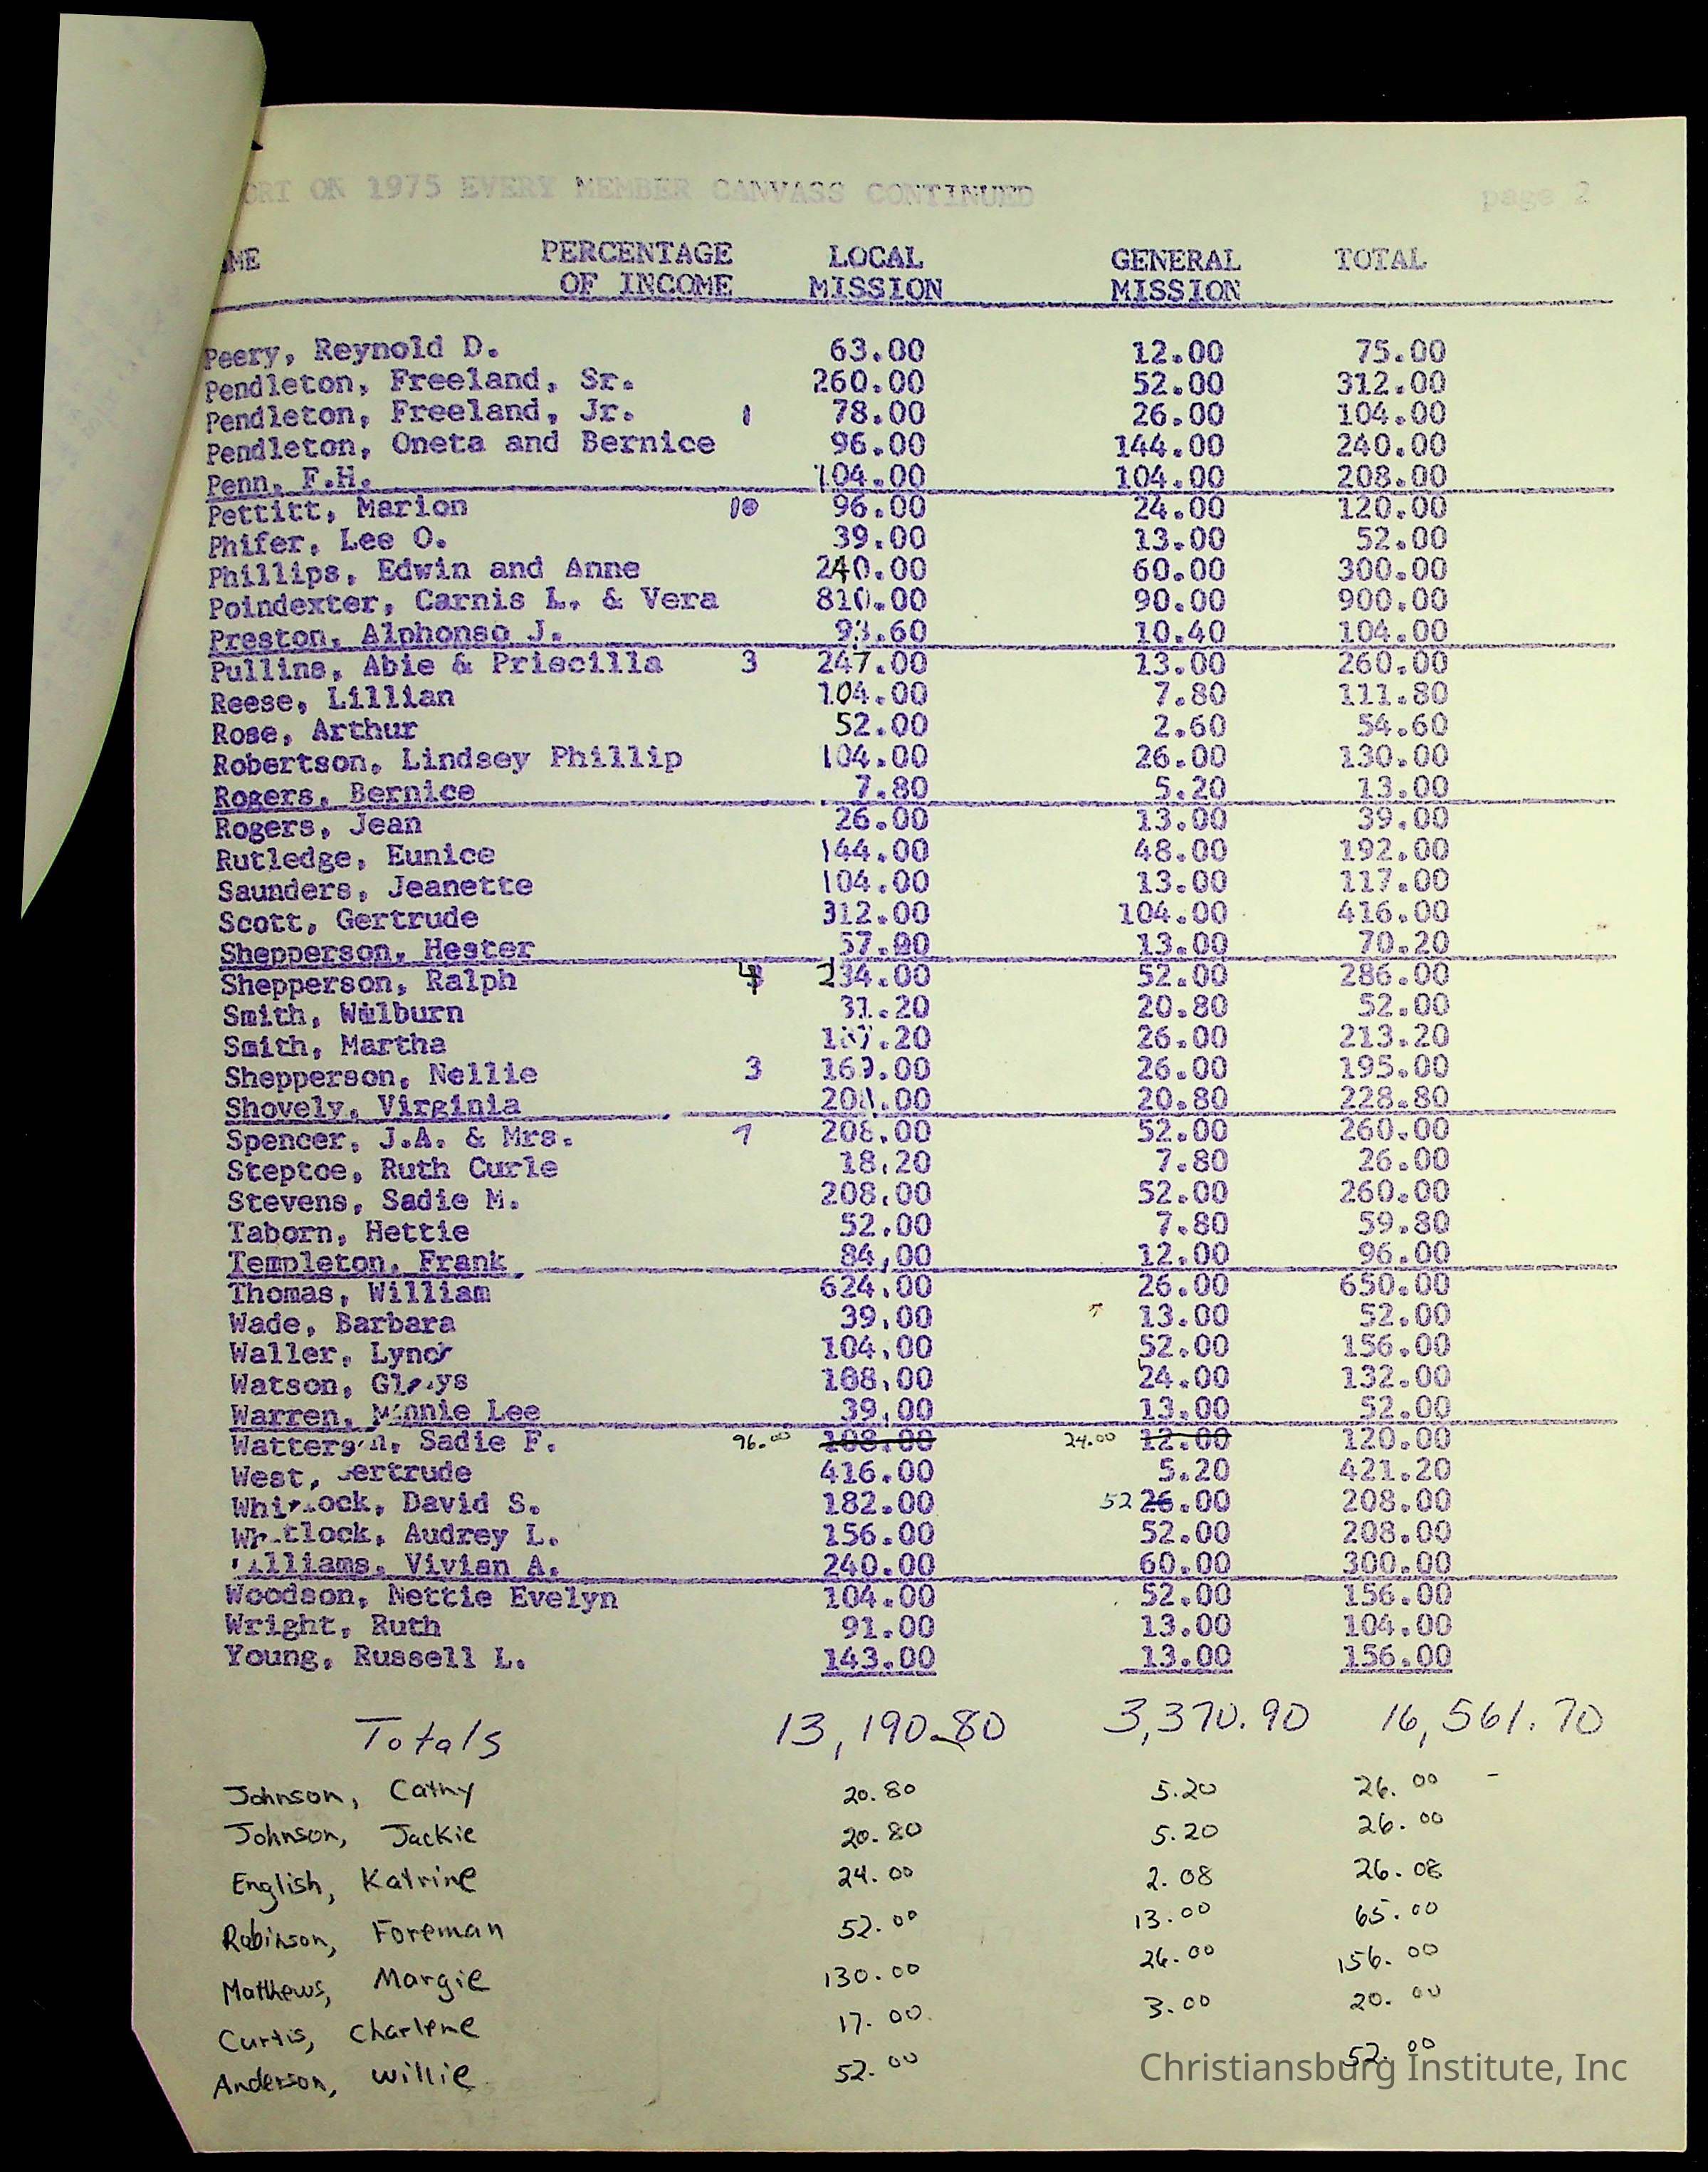 ORT ON 1975 EVERY MEMBER CANVASS CONTINUED page 2
ME PERCENTAGE LOCAL GENERAL TOTAL
OF INCOME MISSION MISSION
Peery, Reynold D. 63.00 12.00 75.00
Pendleton, Freeland, Sr. 260.00 52.00 312.00
Pendleton, Freeland, Jr. 1 78.00 26.00 104.00
Pendleton, Oneta and Bernice 96.00 144.00 240.00
Penn, F.H. 104.00 104.00 208.00
Pettitt, Marion 10 96.00 24.00 120.00
Phifer, Lee O. 39.00 13.00 52.00
Phillips, Edwin and Anne 240.00 60.00 300.00
Poindexter, Carnis L. & Vera 810.00 90.00 900.00
Preston, Alphonso J. 93.60 10.40 104.00
Pullins, Abie & Priscilla 3 247.00 13.00 260.00
Reese, Lillian 104.00 7.80 111.80
Rose, Arthur 52.00 2.60 54.60
Robertson, Lindsey Phillip 104.00 26.00 130.00
Rogers, Bernice 7.80 5.20 13.00
Rogers, Jean 26.00 13.00 39.00
Rutledge, Eunice 144.00 48.00 192.00
Saunders, Jeanette 104.00 13.00 117.00
Scott, Gertrude 312.00 104.00 416.00
Shepperson, Hester 13.00 70.20
Shepperson, Ralph 4 234.00 52.00 286.00
Smith, Wilburn 31.20 20.80 52.00
Smith, Martha 187.20 26.00 213.20
Shepperson, Nellie 3 169.00 26.00 195.00
Shovely, Virginia 208.00 20.80 228.80
Spencer, J.A. & Mrs. 7 208.00 52.00 260.00
Steptoe, Ruth Curle 18.20 7.80 26.00
Stevens, Sadie M. 208.00 52.00 260.00
Taborn, Hettie 52.00 7.80 59.80
Templeton, Frank 84.00 12.00 96.00
Thomas, William 624.00 26.00 650.00
Wade, Barbara 39.00 13.00 52.00
Waller, 104.00 52.00 156.00
Watson, Gladys 108.00 24.00 132.00
Warren, Minnie Lee 39.00 13.00 52.00
Watterson, Sadie F. 96.00 108.00 24.00 12.00 120.00
West, Gertrude 416.00 5.20 421.20
Whitlock, David S. 182.00 52 26.00 208.00
Whitlock, Audrey L. 156.00 52.00 208.00
Williams, Vivian A. 240.00 60.00 300.00
Woodson, Nettie Evelyn 104.00 52.00 156.00
Wright, Ruth 91.00 13.00 104.00
Young, Russell L. 143.00 13.00 156.00
Totals 13,190.80 3,370.90 16,561.70
Johnson, Cathy 20.80 5.20 26.00 -
Johnson, Jackie 20.80 5.20 26.00
English, Katrine 24.00 2.08 26.08
Robinson, Foreman 52.00 13.00 65.00
Matthews, Margie 130.00 26.00 156.00
Curtis, Charlene 17.00 3.00 20.00
Anderson, Willie 52.00 52.00
Christiansburg Institute, Inc